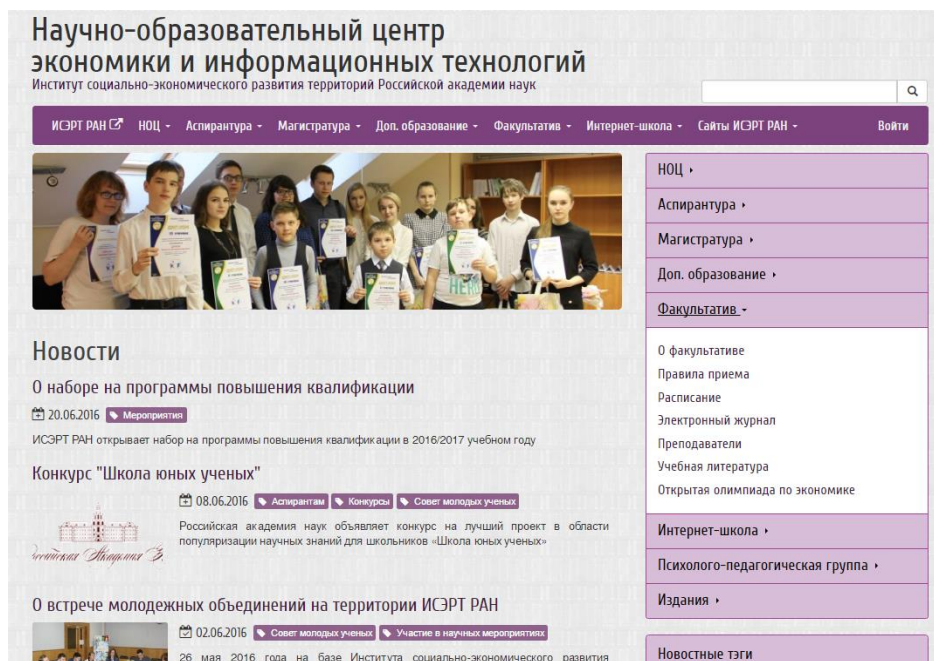 Научно-образовательный центр
экономики и информационных технологий
Институт социально-экономического развития территорий Российской академии наук
ИСЭРТ РАН НОЦ Аспирантура Магистратура Доп. образование Факультатив Интернет-школа Сайты ИСЭРТ РАН Войти
Новости
О наборе на программы повышения квалификации
20.06.2016 Мероприятия
ИСЭРТ РАН открывает набор на программы повышения квалификации в 2016/2017 учебном году
Конкурс "Школа юных ученых"
08.06.2016 Аспирантам Конкурсы Совет молодых ученых
Российская академия наук объявляет конкурс на лучший проект в области
популяризации научных знаний для школьников «Школа юных ученых»
О встрече молодежных объединений на территории ИСЭРТ РАН
02.06.2016 Совет молодых ученых Участие в научных мероприятиях
26 мая 2016 года на базе Института социально-экономического развития
НОЦ
Аспирантура
Магистратура
Доп. образование
Факультатив
О факультативе
Правила приема
Расписание
Электронный журнал
Преподаватели
Учебная литература
Открытая олимпиада по экономике
Интернет-школа
Психолого-педагогическая группа
Издания
Новостные тэги